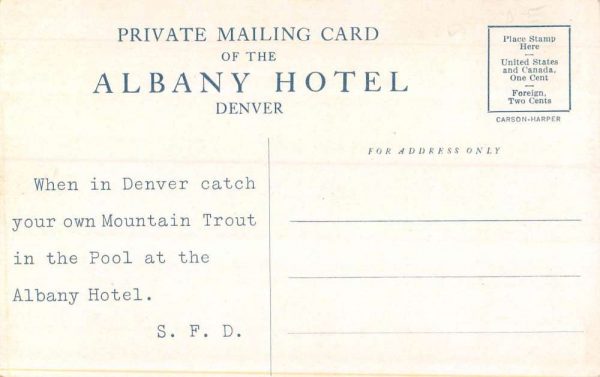 PRIVATE MAILING CARD
OF THE
ALBANY HOTEL
DENVER
Place Stamp
Here
United States
and Canada,
One Cent
Foreign,
Two Cents
CARSON-HARPER
FOR ADDRESS ONLY
When in Denver catch
your own Mountain Trout
in the Pool at the
Albany Hotel.
S. F. D.